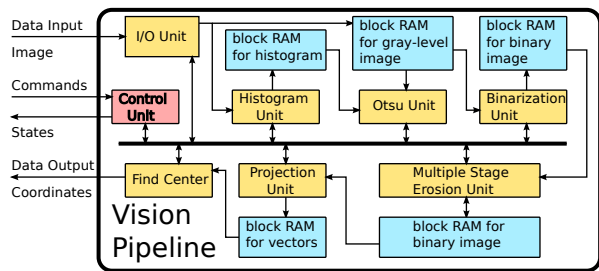 Data Input
Image
Commands
States
Data Output
Coordinates
I/O Unit
block RAM
for histogram
block RAM
for gray-level
image
block RAM
for binary
image
Control
Unit
Histogram
Unit
Otsu Unit
Binarization
Unit
Find Center
Projection
Unit
Multiple Stage
Erosion Unit
block RAM
for vectors
block RAM for
binary image
Vision
Pipeline